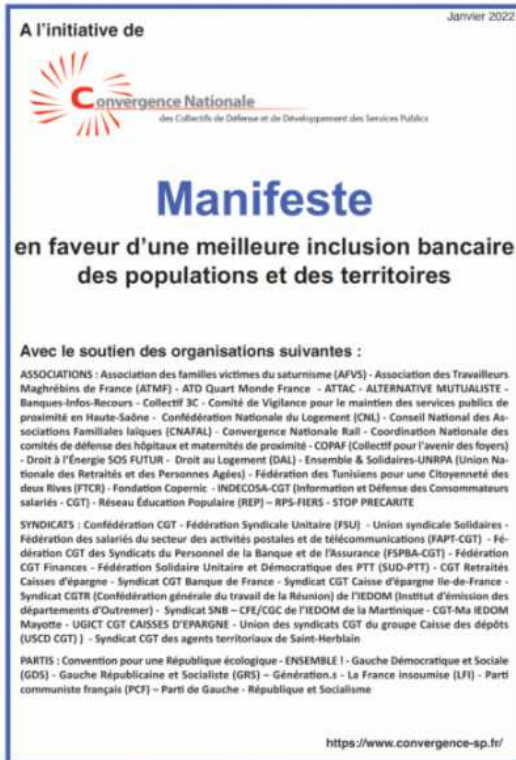 Janvier 2022
A l'initiative de
Convergence Nationale
des Collectifs de Défense et de Développement des Services Publics
Manifeste
en faveur d'une meilleure inclusion bancaire
des populations et des territoires
Avec le soutien des organisations suivantes :
ASSOCIATIONS : Association des familles victimes du saturnisme (AFVS) - Association des Travailleurs
Maghrébins de France (ATMF) - ATD Quart Monde France - ATTAC - ALTERNATIVE MUTUALISTE -
Banques-Infos-Recours - Collectif 3C - Comité de Vigilance pour le maintien des services publics de
proximité en Haute-Saône - Confédération Nationale du Logement (CNL) - Conseil National des As-
sociations Familiales laïques (CNAFAL) - Convergence Nationale Rail - Coordination Nationale des
comités de défense des hôpitaux et maternités de proximité - COPAF (Collectif pour l'avenir des foyers)
- Droit à l'Énergie SOS FUTUR - Droit au Logement (DAL) - Ensemble & Solidaires-UNRPA (Union Na-
tionale des Retraités et des Personnes Agées) - Fédération des Tunisiens pour une Citoyenneté des
deux Rives (FTCR) - Fondation Copernic - INDECOSA-CGT (Information et Défense des Consommateurs
salariés - CGT) - Réseau Éducation Populaire (REP) – RPS-FIERS - STOP PRECARITE
SYNDICATS : Confédération CGT - Fédération Syndicale Unitaire (FSU) - Union syndicale Solidaires -
Fédération des salariés du secteur des activités postales et de télécommunications (FAPT-CGT) - Fé-
dération CGT des Syndicats du Personnel de la Banque et de l'Assurance (FSPBA-CGT) - Fédération
CGT Finances - Fédération Solidaire Unitaire et Démocratique des PTT (SUD-PTT) - CGT Retraités
Caisses d'épargne - Syndicat CGT Banque de France - Syndicat CGT Caisse d'épargne Ile-de-France -
Syndicat CGTR (Confédération générale du travail de la Réunion) de l'IEDOM (Institut d'émission des
départements d'Outremer) - Syndicat SNB – CFE/CGC de l'IEDOM de la Martinique - CGT-Ma IEDOM
Mayotte - UGICT CGT CAISSES D'EPARGNE - Union des syndicats CGT du groupe Caisse des dépôts
(USCD CGT) ) - Syndicat CGT des agents territoriaux de Saint-Herblain
PARTIS : Convention pour une République écologique - ENSEMBLE ! - Gauche Démocratique et Sociale
(GDS) - Gauche Républicaine et Socialiste (GRS) – Génération.s - La France insoumise (LFI) - Parti
communiste français (PCF) – Parti de Gauche - République et Socialisme
https://www.convergence-sp.fr/